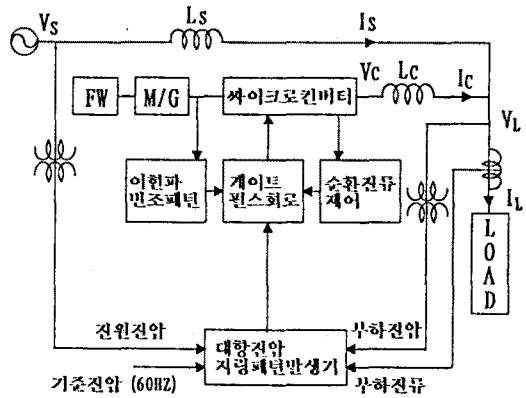 Vs
Ls
Is
FW
M/G
싸이크로컨버터
Vc
Lc
Ic
VL
IL
여현파
변조패턴
게이트
펄스회로
순환전류
제어
LOAD
전원전압
대항전압
지령패턴발생기
부하전압
기준전압 (60HZ)
부하전류